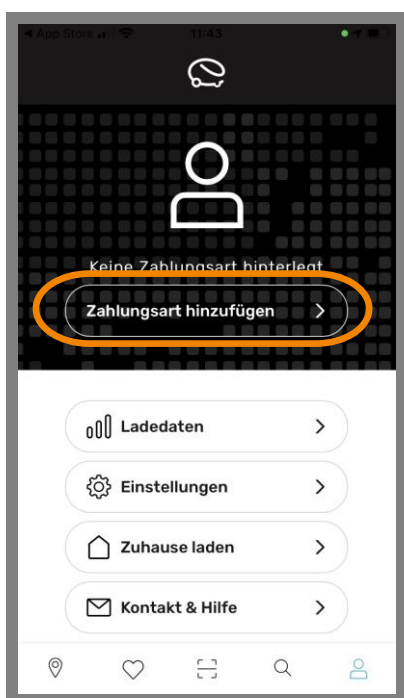 ◀ App Store
11:43
Keine Zahlungsart hinterlegt
Zahlungsart hinzufügen
Ladedaten
Einstellungen
Zuhause laden
Kontakt & Hilfe